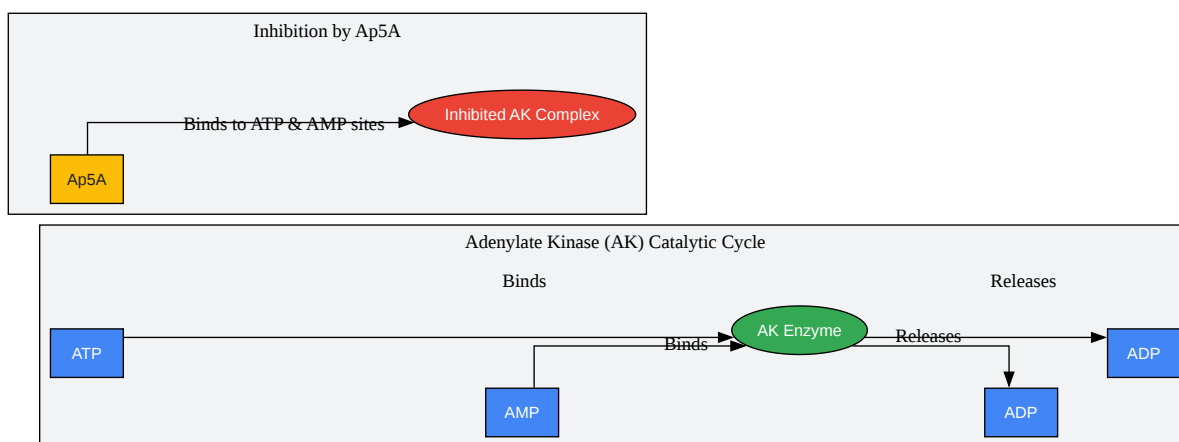 Inhibition by Ap5A
Inhibited AK Complex
Binds to ATP & AMP sites
Ap5A
Adenylate Kinase (AK) Catalytic Cycle
Binds
Releases
AK Enzyme
Binds
Releases
ATP
ADP
AMP
ADP